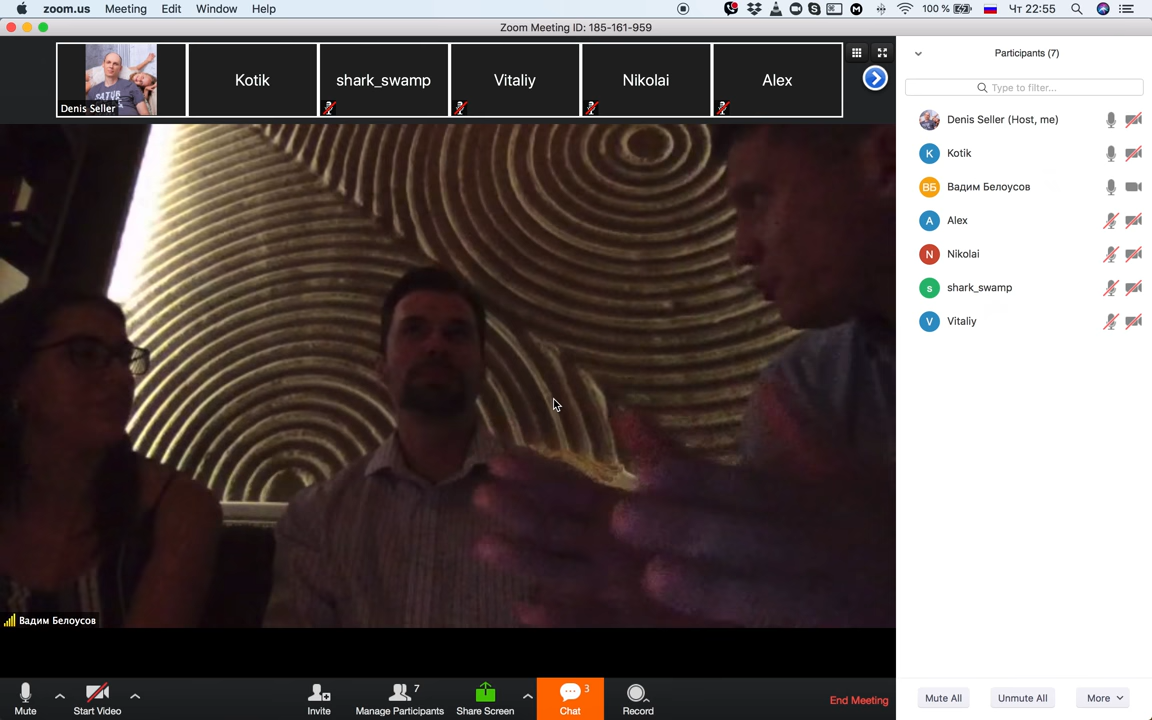 zoom.us Meeting Edit Window Help 100 % Чт 22:55
Zoom Meeting ID: 185-161-959
Denis Seller
Kotik
shark_swamp
Vitaliy
Nikolai
Alex
Participants (7)
Type to filter...
Denis Seller (Host, me)
K Kotik
ВБ Вадим Белоусов
A Alex
N Nikolai
s shark_swamp
V Vitaliy
Вадим Белоусов
Mute
Start Video
Invite
7
Manage Participants
Share Screen
3
Chat
Record
End Meeting
Mute All
Unmute All
More